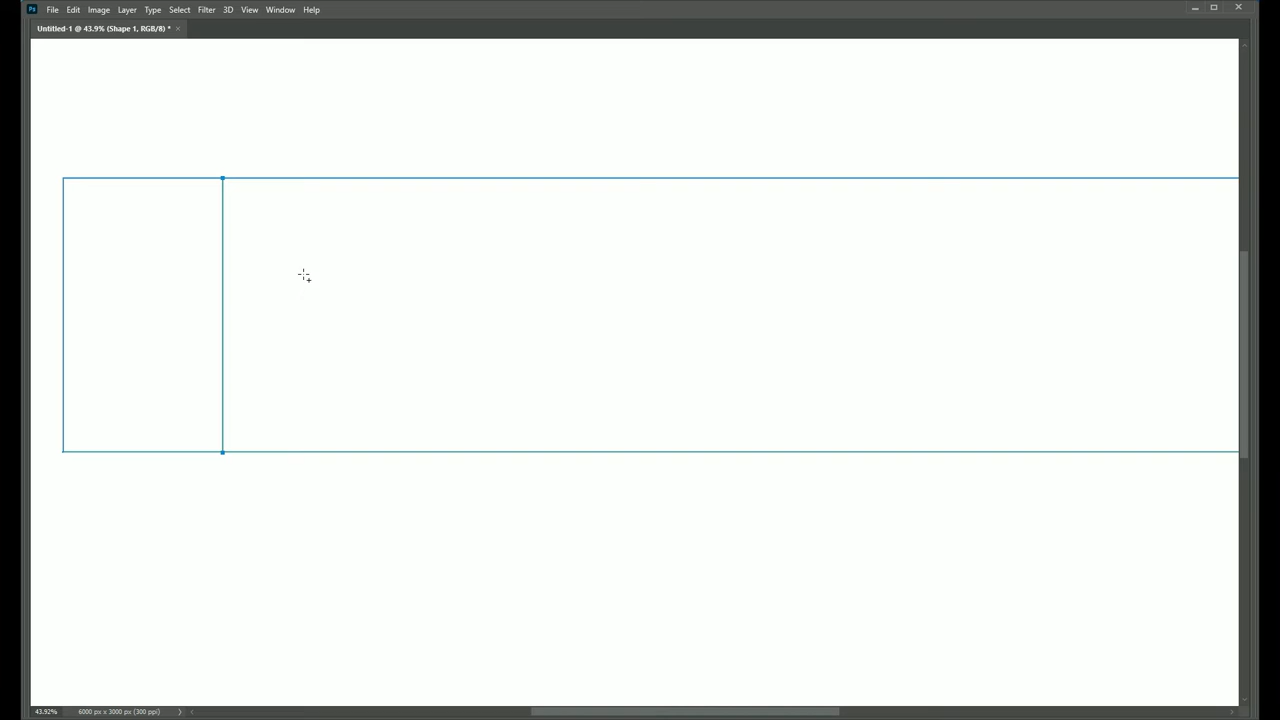 Ps File Edit Image Layer Type Select Filter 3D View Window Help
Untitled-1 @ 43.9% (Shape 1, RGB/8) * ×
43.92% 6000 px x 3000 px (300 ppi)